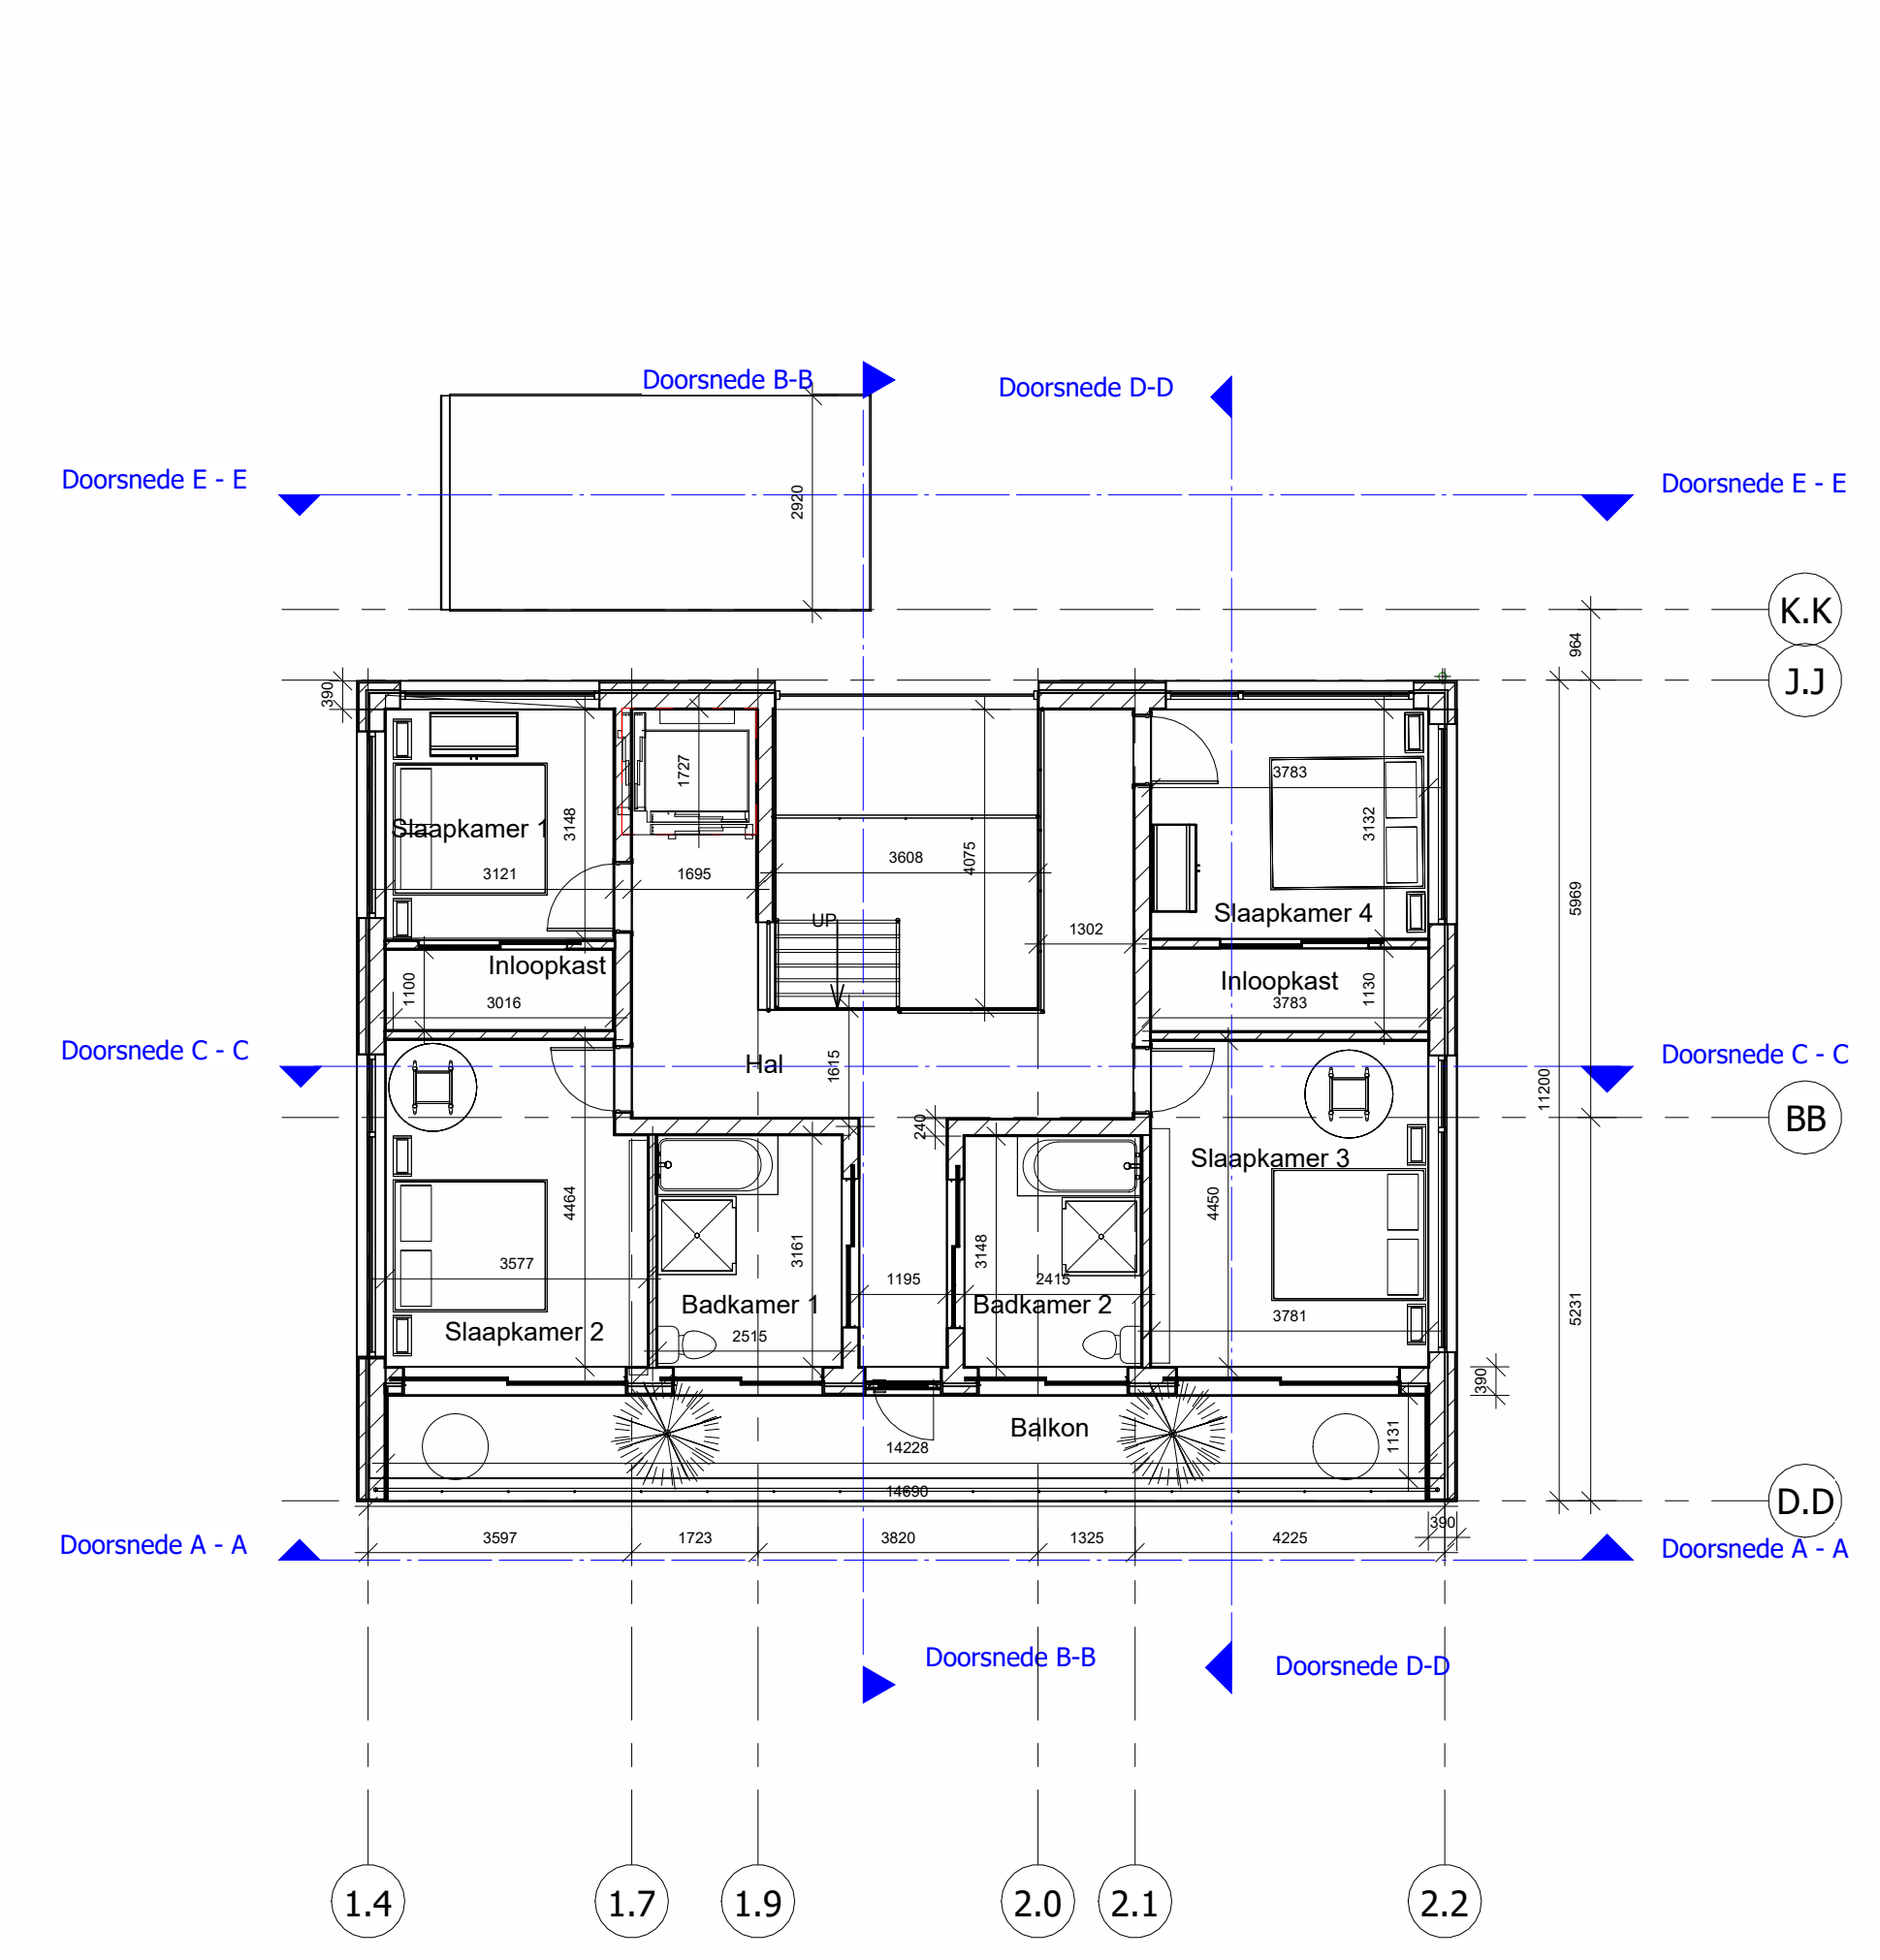 Doorsnede B-B
Doorsnede D-D
Doorsnede E - E
Doorsnede E - E
2920
K.K
964
J.J
390
1727
3783
Slaapkamer 1
3148
3132
3121
1695
3608
4075
5969
Slaapkamer 4
UP
1302
Inloopkast
Inloopkast
1100
3016
3783
1130
Doorsnede C - C
Doorsnede C - C
Hal
1615
11200
BB
240
Slaapkamer 3
4464
4450
3577
3161
3148
1195
2415
Badkamer 1
Badkamer 2
3781
5231
Slaapkamer 2
2515
390
Balkon
1131
14228
14690
D.D
390
3597
1723
3820
1325
4225
Doorsnede A - A
Doorsnede A - A
Doorsnede B-B
Doorsnede D-D
1.4
1.7
1.9
2.0
2.1
2.2